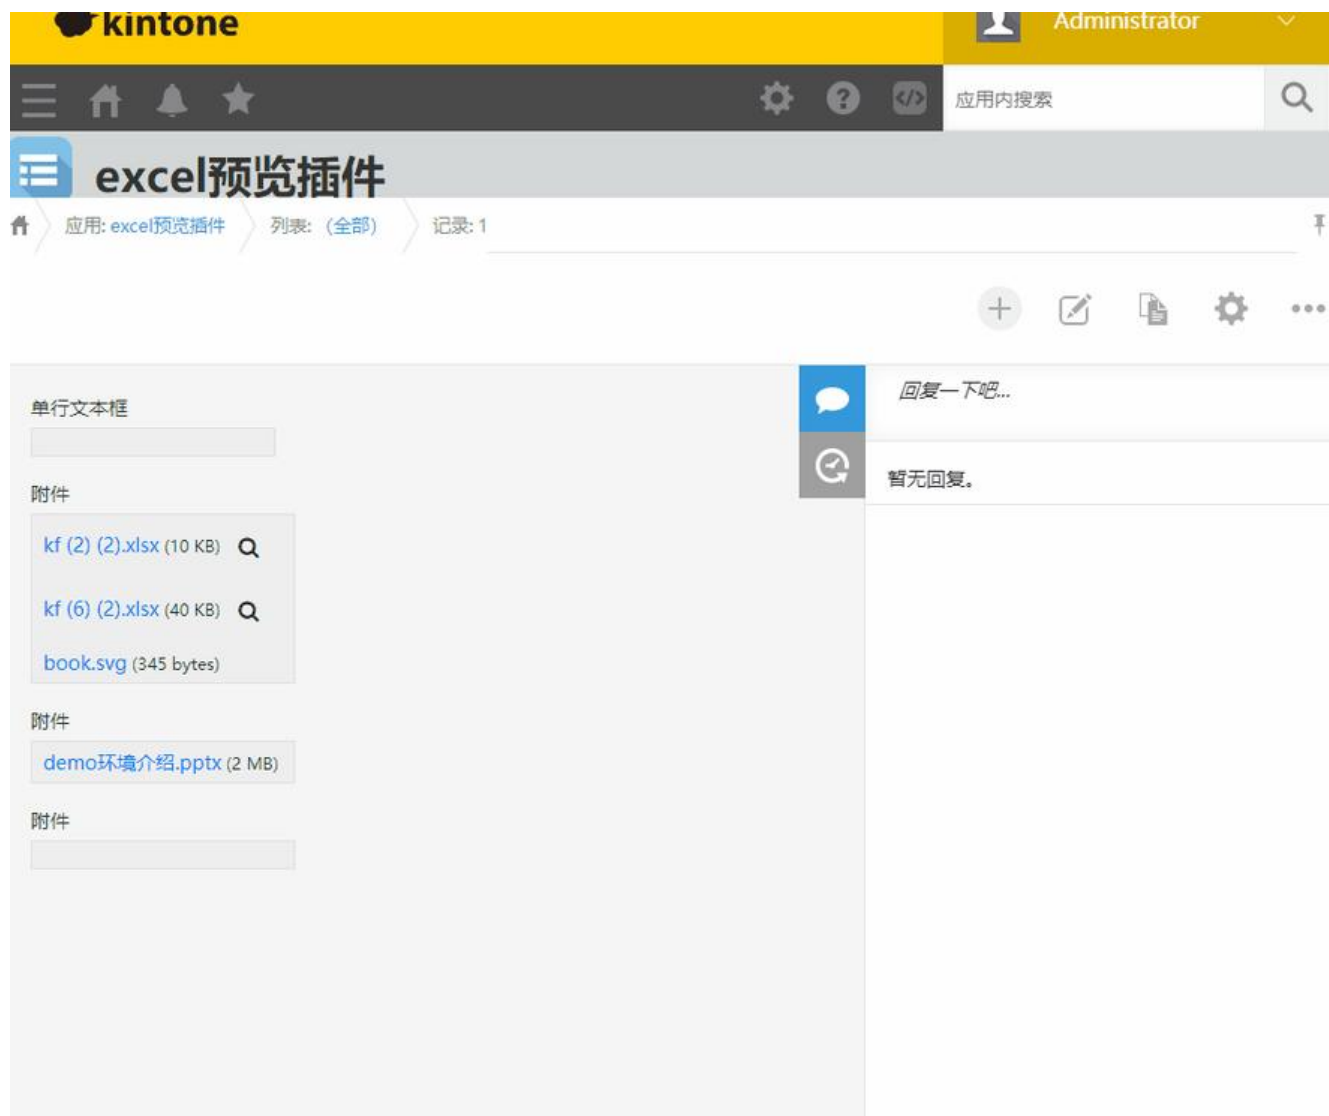 kintone
Administrator
应用内搜索
excel预览插件
应用: excel预览插件 列表: （全部） 记录: 1
单行文本框
附件
kf (2) (2).xlsx (10 KB)
kf (6) (2).xlsx (40 KB)
book.svg (345 bytes)
附件
demo环境介绍.pptx (2 MB)
附件
回复一下吧...
暂无回复。